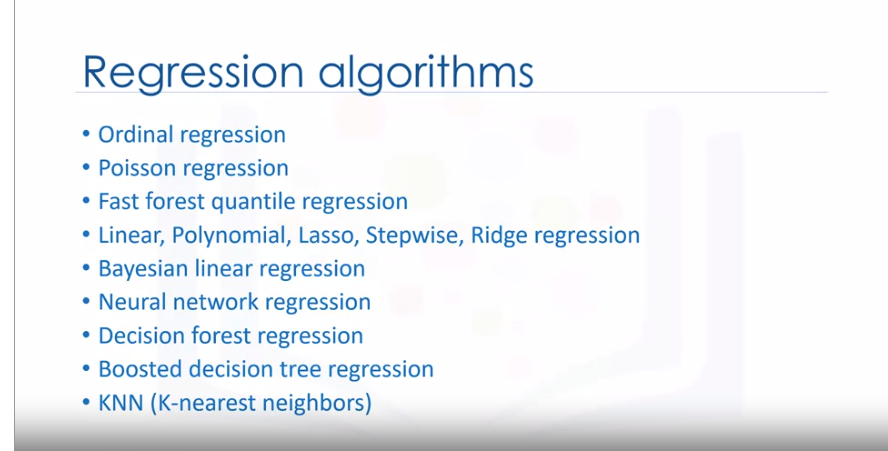 Regression algorithms
• Ordinal regression
• Poisson regression
• Fast forest quantile regression
• Linear, Polynomial, Lasso, Stepwise, Ridge regression
• Bayesian linear regression
• Neural network regression
• Decision forest regression
• Boosted decision tree regression
• KNN (K-nearest neighbors)